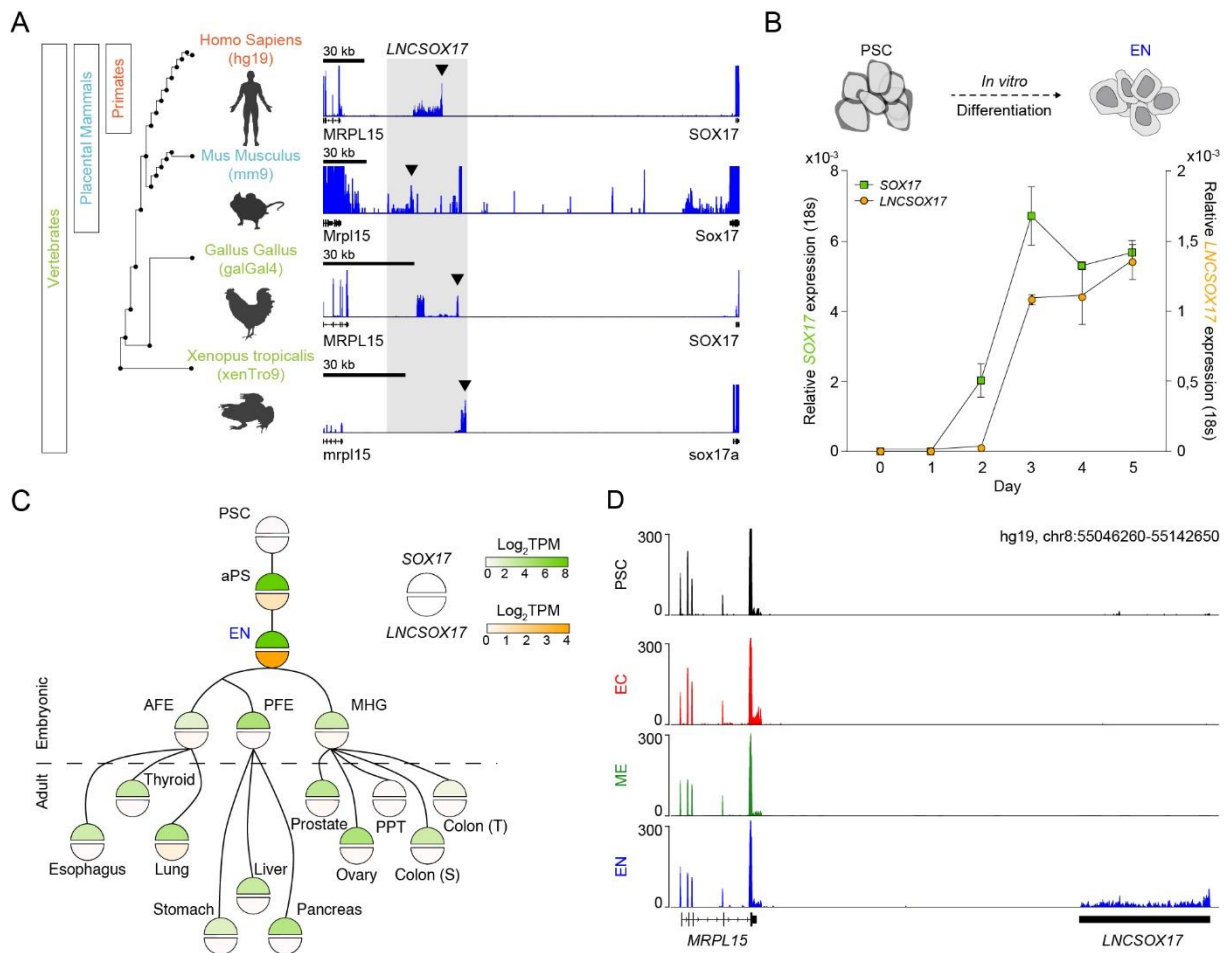 A
Vertebrates
Placental Mammals
Primates
Homo Sapiens
(hg19)
Mus Musculus
(mm9)
Gallus Gallus
(galGal4)
Xenopus tropicalis
(xenTro9)
LNCSOX17
30 kb
MRPL15 SOX17
30 kb
Mrpl15 Sox17
30 kb
MRPL15 SOX17
30 kb
mrpl15 sox17a
B
PSC
EN
In vitro
Differentiation
x10⁻³
x10⁻³
SOX17
LNCSOX17
Relative SOX17 expression (18s)
8
6
4
2
0
Relative LNCSOX17 expression (18s)
2
1,5
1
0,5
0
0 1 2 3 4 5
Day
C
PSC
aPS
EN
SOX17
LNCSOX17
Log₂TPM
0 2 4 6 8
Log₂TPM
0 1 2 3 4
Embryonic
Adult
AFE PFE MHG
Thyroid
Esophagus
Lung
Liver
Stomach
Pancreas
Prostate
PPT
Colon (T)
Ovary
Colon (S)
D
hg19, chr8:55046260-55142650
PSC
300
0
EC
300
0
ME
300
0
EN
300
0
MRPL15 LNCSOX17